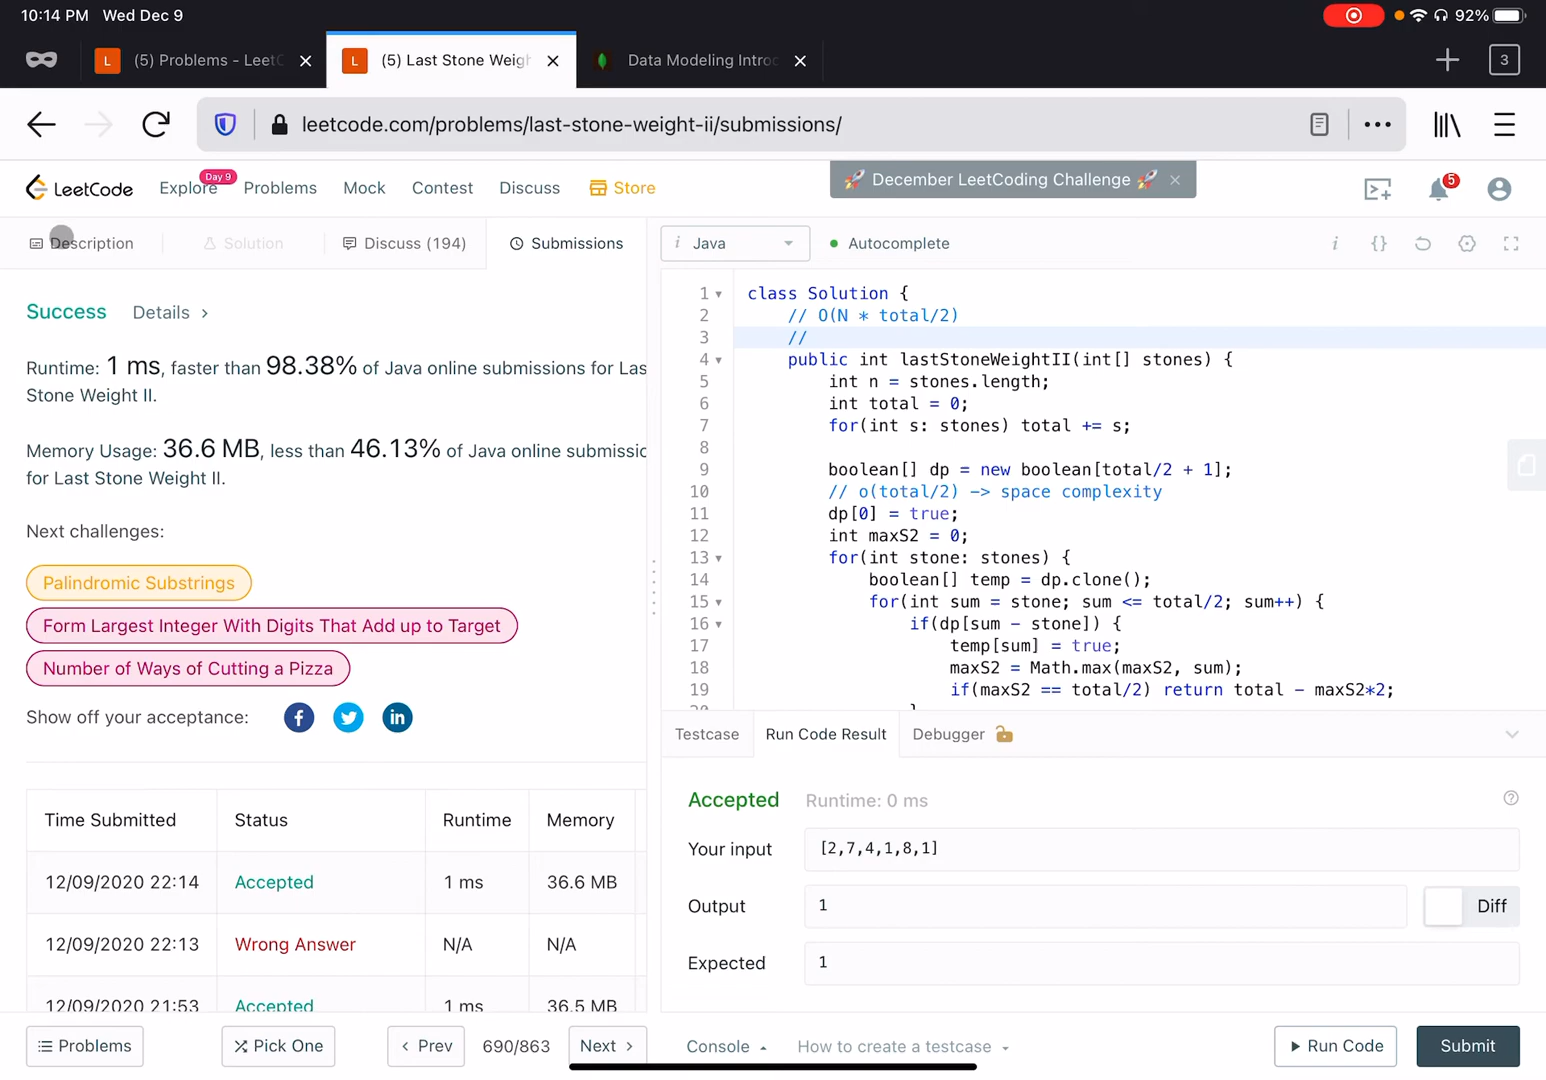 10:14 PM Wed Dec 9
92%
(5) Problems - LeetC
(5) Last Stone Weigh
Data Modeling Introc
3
leetcode.com/problems/last-stone-weight-ii/submissions/
LeetCode
Explore
Day 9
Problems
Mock
Contest
Discuss
Store
🚀 December LeetCoding Challenge 🚀
5
Description
Solution
Discuss (194)
Submissions
i Java
Autocomplete
Success
Details
Runtime: 1 ms, faster than 98.38% of Java online submissions for Las
Stone Weight II.
Memory Usage: 36.6 MB, less than 46.13% of Java online submissic
for Last Stone Weight II.
Next challenges:
Palindromic Substrings
Form Largest Integer With Digits That Add up to Target
Number of Ways of Cutting a Pizza
Show off your acceptance:
Time Submitted Status Runtime Memory
12/09/2020 22:14 Accepted 1 ms 36.6 MB
12/09/2020 22:13 Wrong Answer N/A N/A
12/09/2020 21:53 Accepted 1 ms 36.5 MB
1 class Solution {
2 // O(N * total/2)
3 //
4 public int lastStoneWeightII(int[] stones) {
5 int n = stones.length;
6 int total = 0;
7 for(int s: stones) total += s;
8
9 boolean[] dp = new boolean[total/2 + 1];
10 // o(total/2) -> space complexity
11 dp[0] = true;
12 int maxS2 = 0;
13 for(int stone: stones) {
14 boolean[] temp = dp.clone();
15 for(int sum = stone; sum <= total/2; sum++) {
16 if(dp[sum - stone]) {
17 temp[sum] = true;
18 maxS2 = Math.max(maxS2, sum);
19 if(maxS2 == total/2) return total - maxS2*2;
20 }
Testcase
Run Code Result
Debugger
Accepted
Runtime: 0 ms
Your input
[2,7,4,1,8,1]
Output
1
Diff
Expected
1
Problems
Pick One
Prev
690/863
Next
Console
How to create a testcase
Run Code
Submit